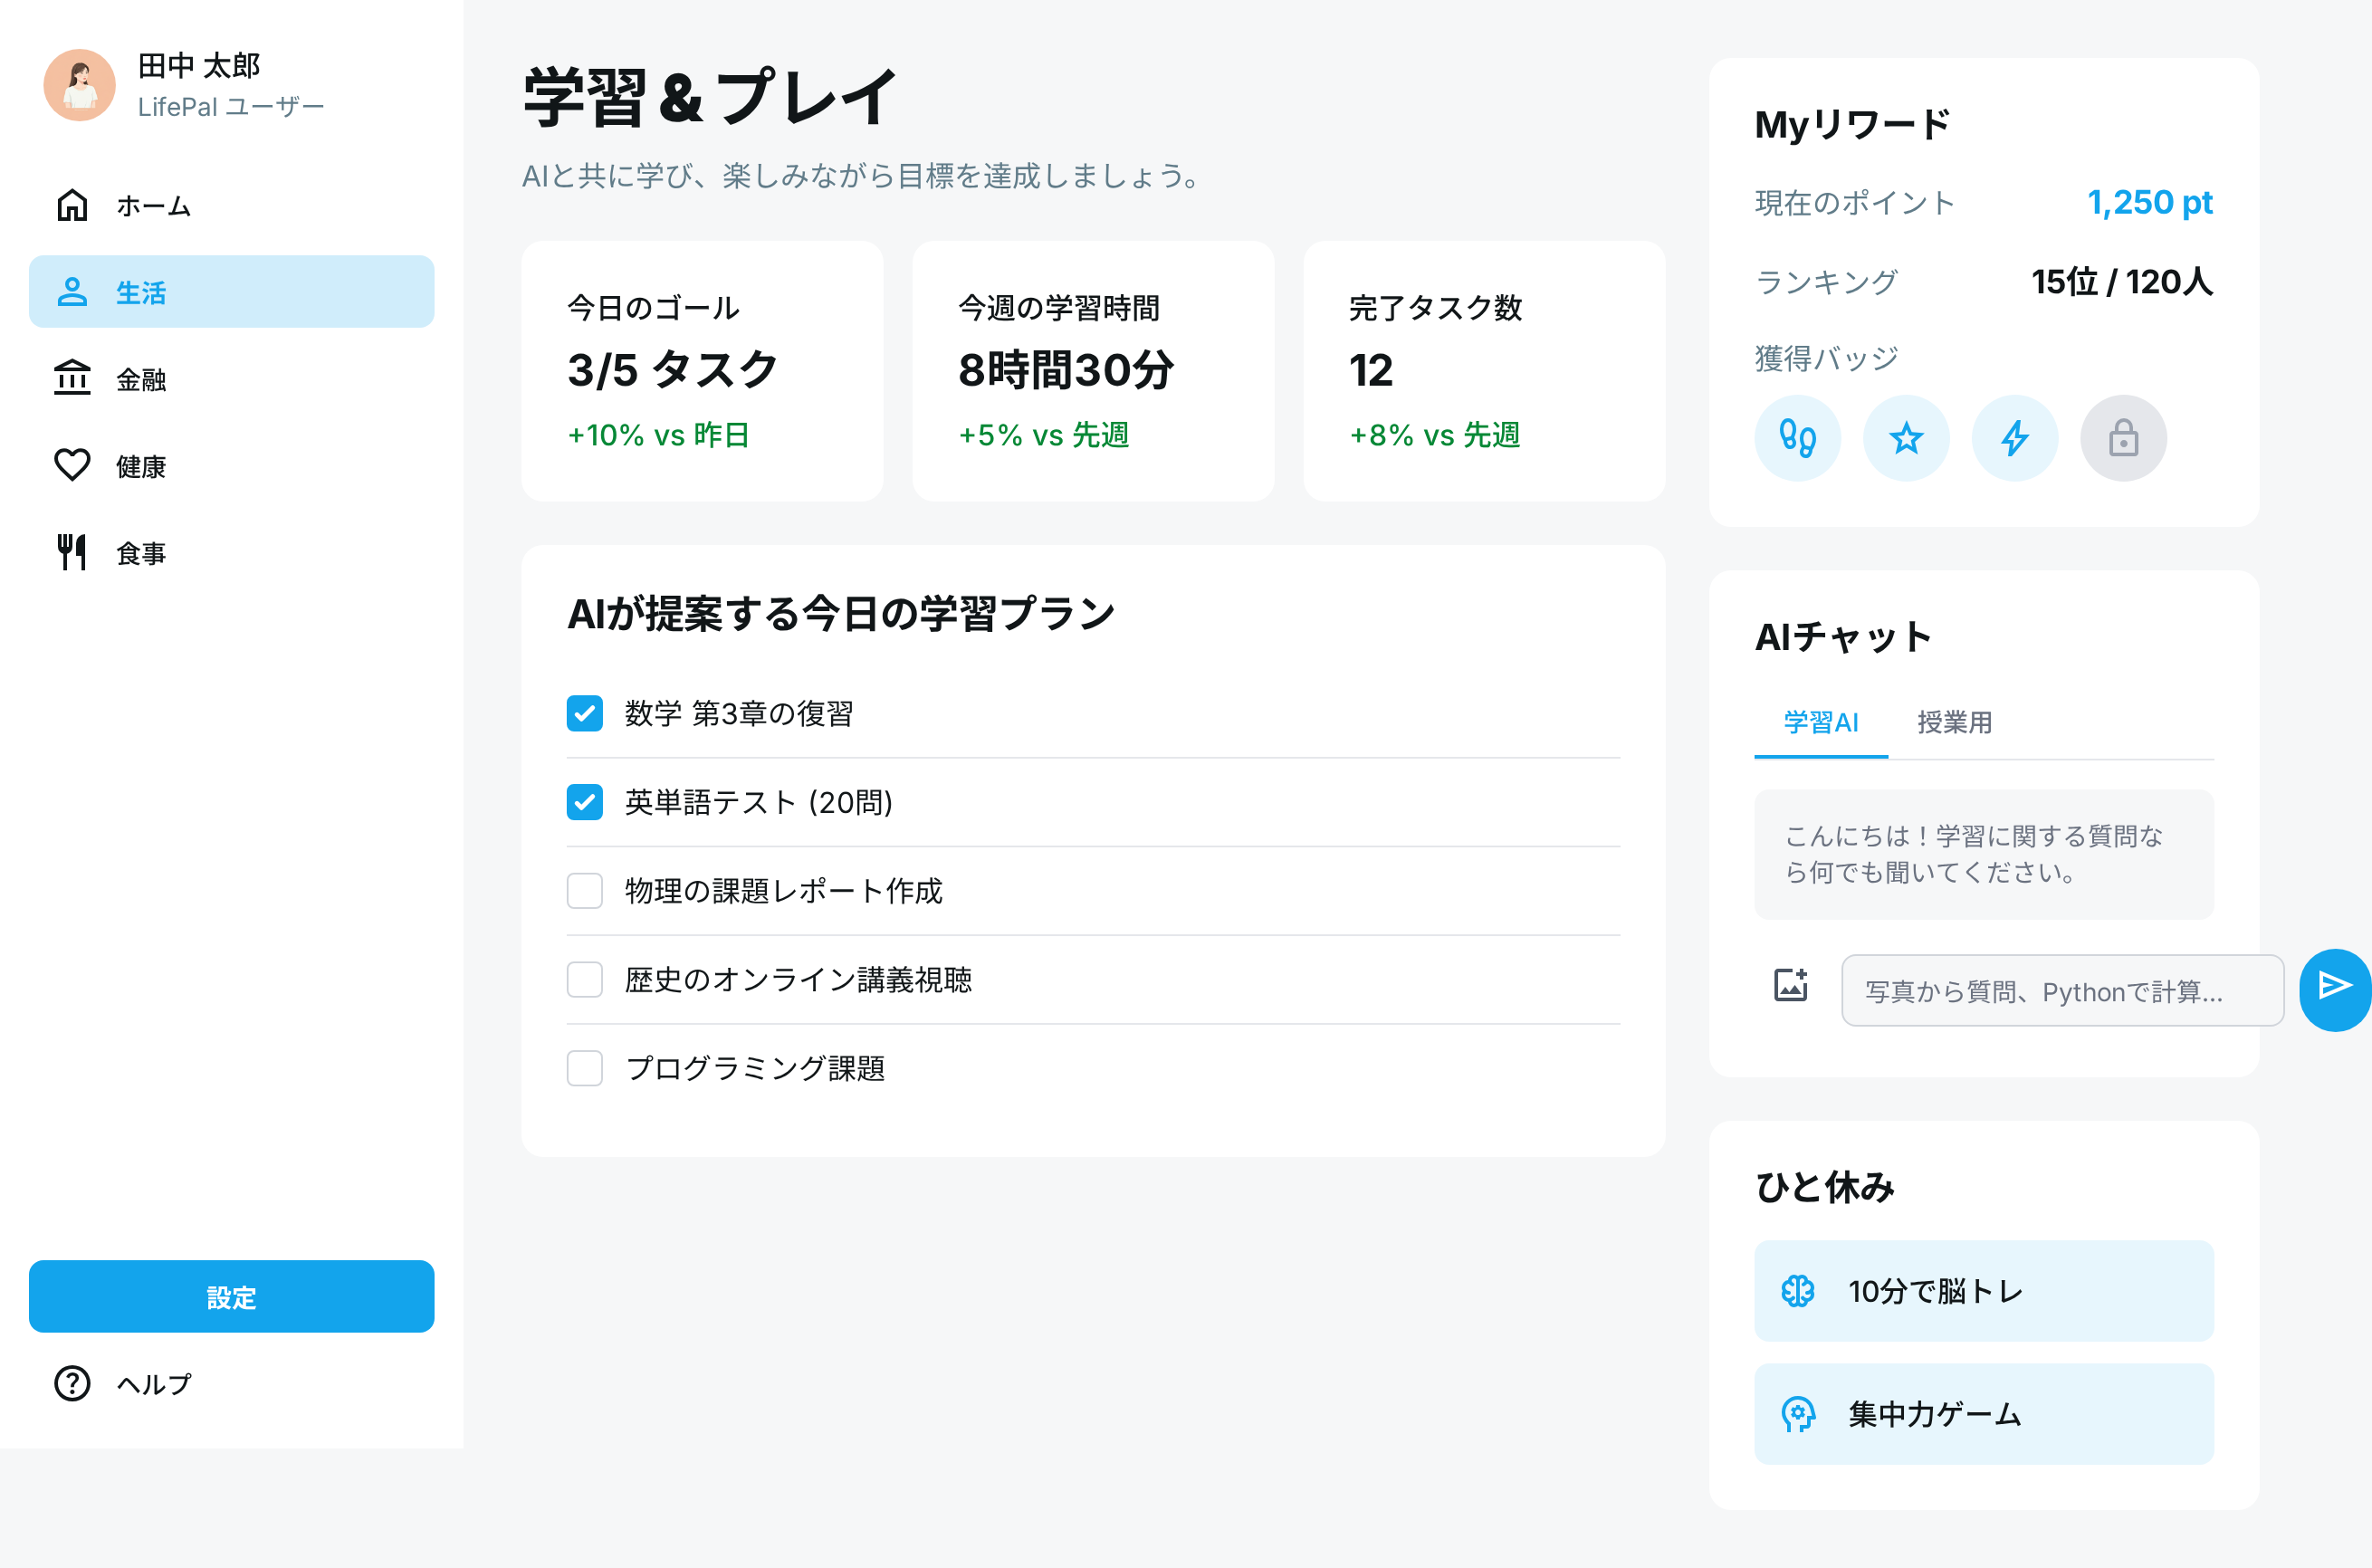 田中 太郎
LifePal ユーザー
ホーム
生活
金融
健康
食事
設定
ヘルプ
学習 & プレイ
AIと共に学び、楽しみながら目標を達成しましょう。
今日のゴール
3/5 タスク
+10% vs 昨日
今週の学習時間
8時間30分
+5% vs 先週
完了タスク数
12
+8% vs 先週
AIが提案する今日の学習プラン
数学 第3章の復習
英単語テスト (20問)
物理の課題レポート作成
歴史のオンライン講義視聴
プログラミング課題
Myリワード
現在のポイント 1,250 pt
ランキング 15位 / 120人
獲得バッジ
AIチャット
学習AI 授業用
こんにちは！学習に関する質問な
ら何でも聞いてください。
写真から質問、Pythonで計算...
ひと休み
10分で脳トレ
集中力ゲーム